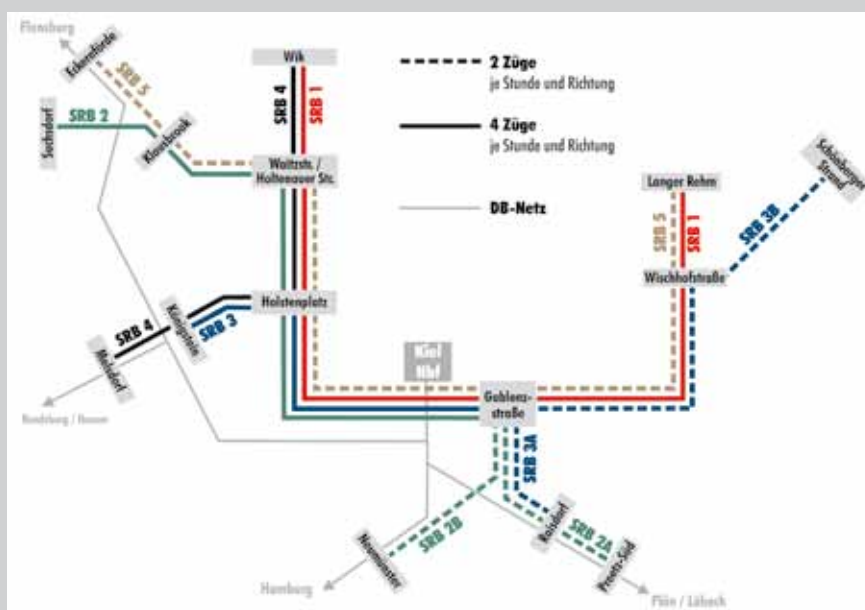 Flensburg
Eckernförde
SRB 5
Suchsdorf
SRB 2
Klausbrook
Wik
SRB 4
SRB 1
Waitzstr. /
Holtenauer Str.
2 Züge
je Stunde und Richtung
4 Züge
je Stunde und Richtung
DB-Netz
Schönberger
Strand
Langer Rehm
SRB 5
SRB 1
SRB 3B
Wischhofstraße
Holstenplatz
Königstein
SRB 3
SRB 4
Melsdorf
Rendsburg / Husum
Kiel
Hbf
Gablenz-
straße
SRB 3A
SRB 2B
Neumünster
Hamburg
Raisdorf
SRB 2A
Preetz-Süd
Plön / Lübeck